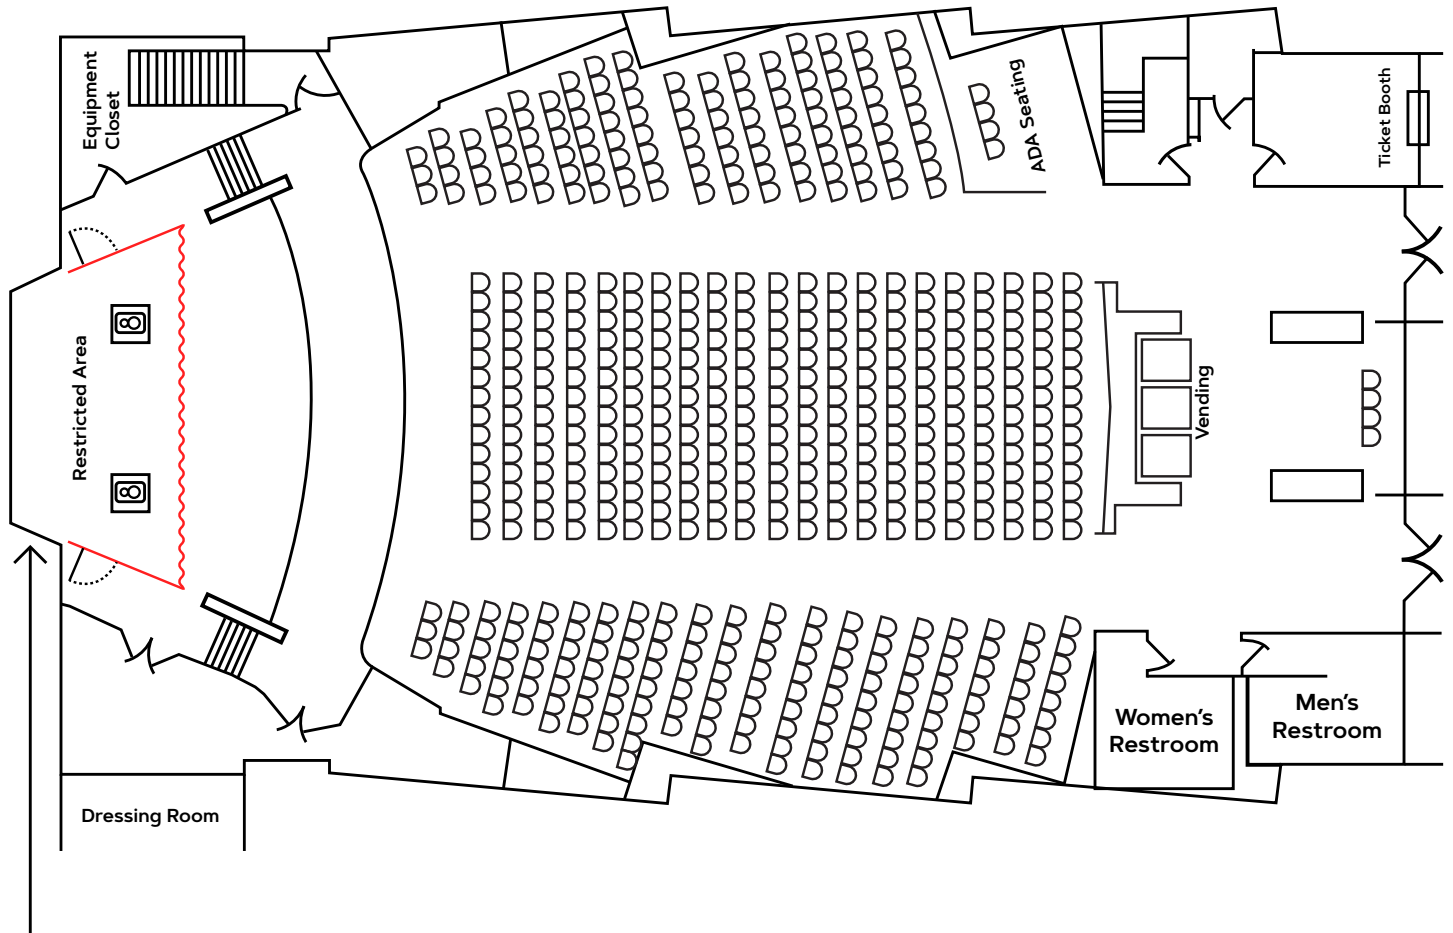 Equipment
Closet
ADA Seating
Ticket Booth
Restricted Area
Vending
Women's
Restroom
Men's
Restroom
Dressing Room